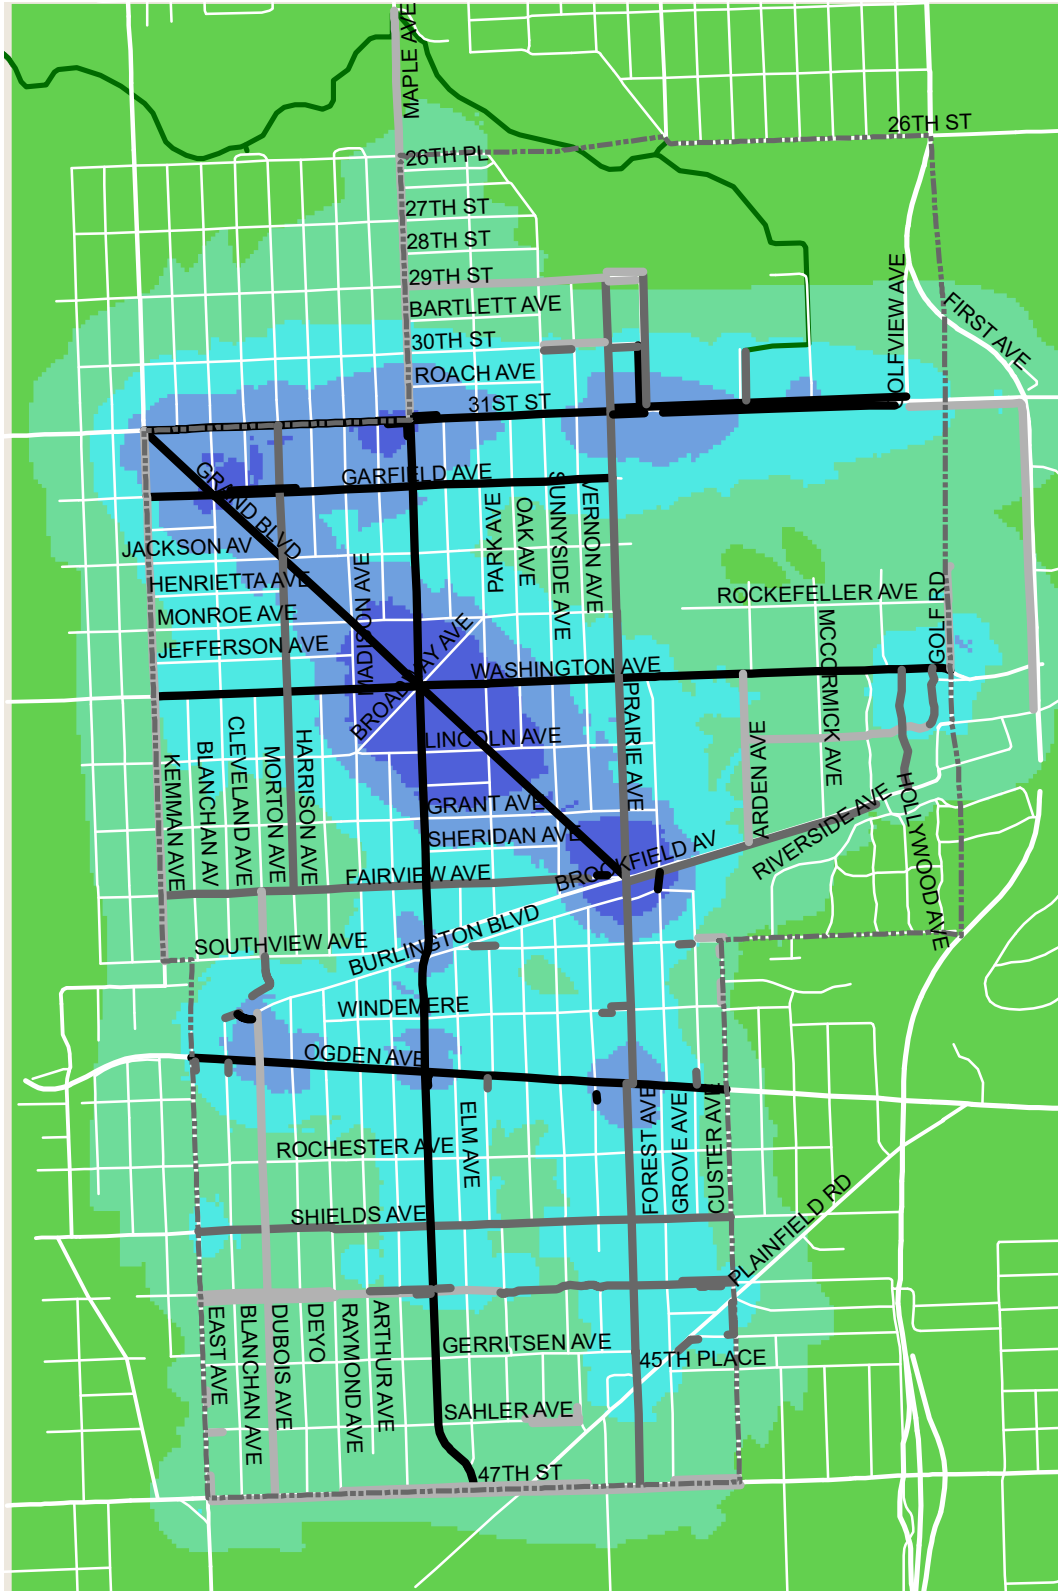 MAPLE AVE
26TH ST
26TH PL
27TH ST
28TH ST
29TH ST
BARTLETT AVE
30TH ST
ROACH AVE
31ST ST
OLFVIEW AVE
FIRST AVE
GARFIELD AVE
GRAND BLVD
PARK AVE
OAK AVE
SUNNYSIDE AVE
VERNON AVE
JACKSON AV
HENRIETTA AVE
MONROE AVE
JEFFERSON AVE
MADISON AVE
BROADWAY AVE
WASHINGTON AVE
ROCKEFELLER AVE
MCCORMICK AVE
GOLF RD
LINCOLN AVE
PRAIRIE AVE
ARDEN AVE
KEMMAN AVE
BLANCHAN AV
CLEVELAND AVE
MORTON AVE
HARRISON AVE
GRANT AVE
SHERIDAN AVE
BROOKFIELD AV
RIVERSIDE AVE
HOLLYWOOD AVE
FAIRVIEW AVE
SOUTHVIEW AVE
BURLINGTON BLVD
WINDEMERE
OGDEN AVE
ELM AVE
FOREST AVE
GROVE AVE
CUSTER AVE
ROCHESTER AVE
SHIELDS AVE
PLAINFIELD RD
EAST AVE
BLANCHAN AVE
DUBOIS AVE
DEYO
RAYMOND AVE
ARTHUR AVE
GERRITSEN AVE
45TH PLACE
SAHLER AVE
47TH ST